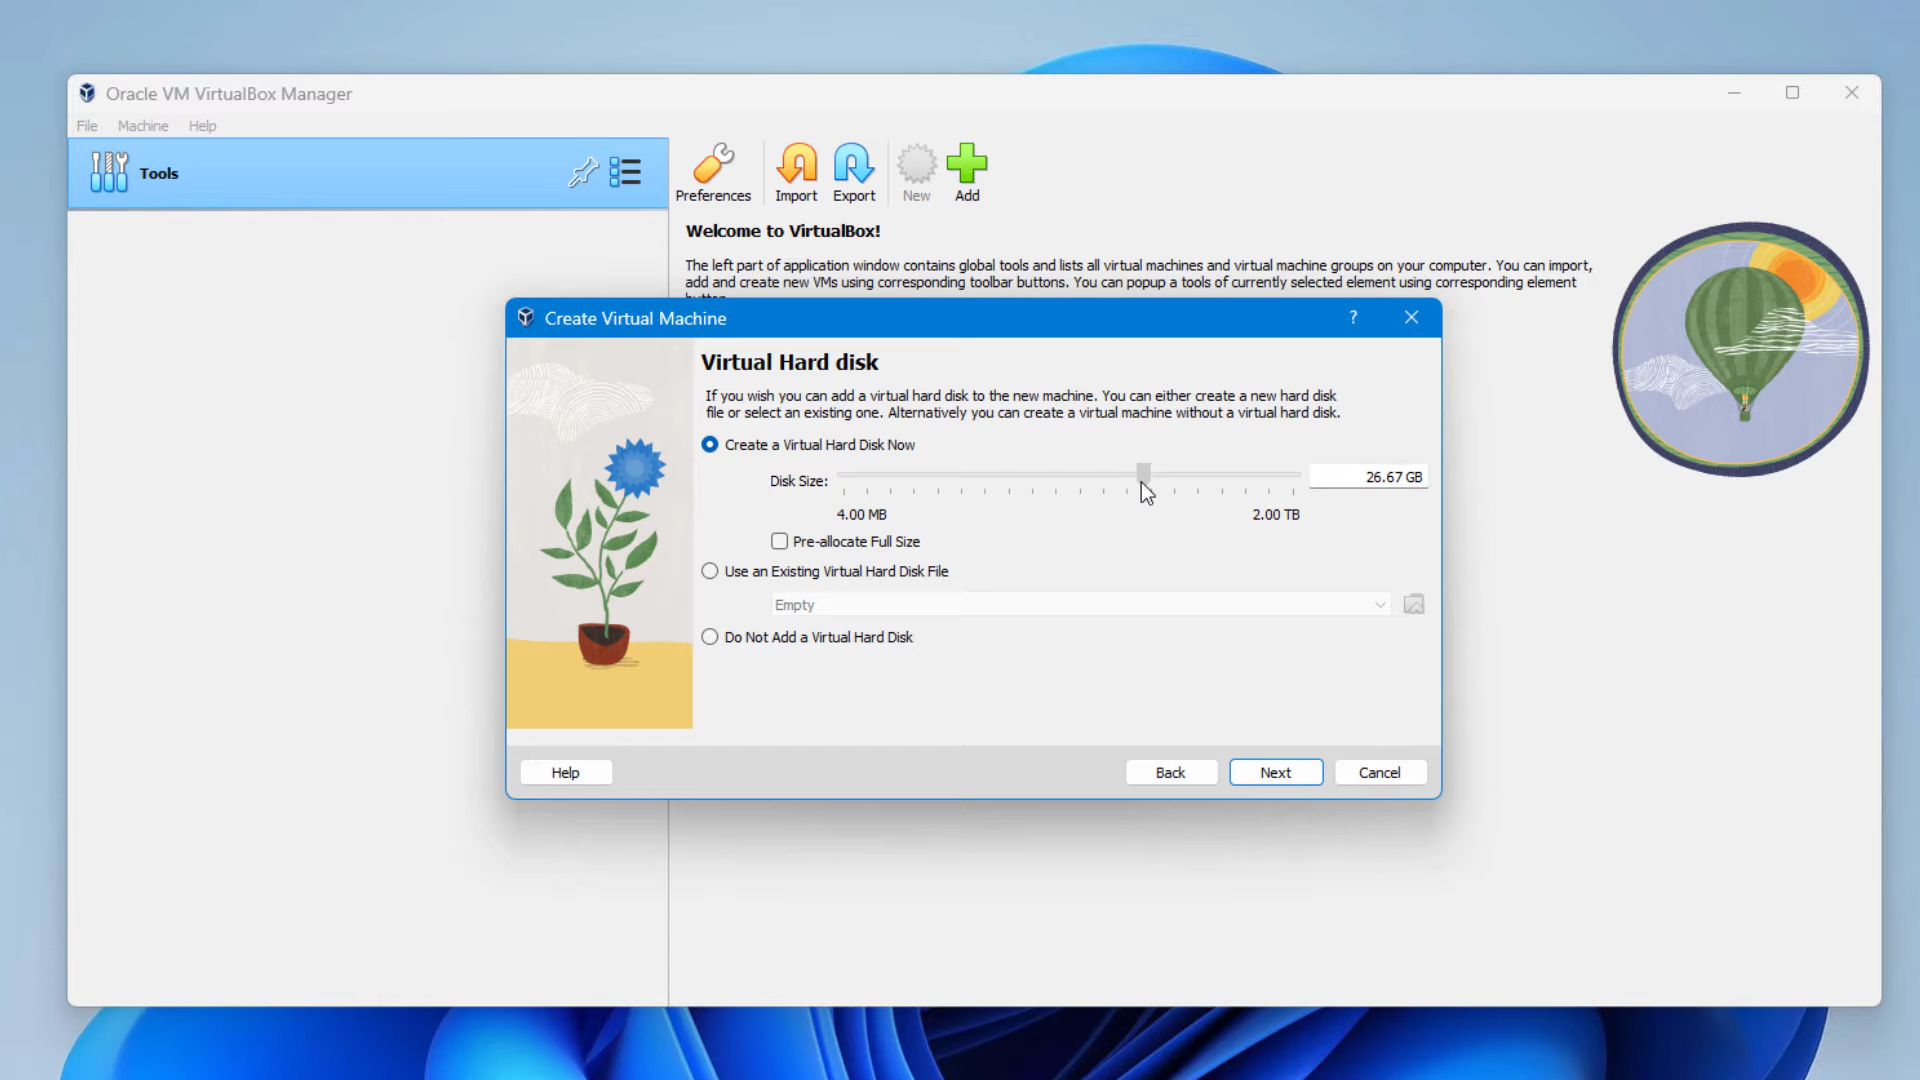 Oracle VM VirtualBox Manager
File Machine Help
Tools
Preferences Import Export New Add
Welcome to VirtualBox!
The left part of application window contains global tools and lists all virtual machines and virtual machine groups on your computer. You can import,
add and create new VMs using corresponding toolbar buttons. You can popup a tools of currently selected element using corresponding element
Create Virtual Machine ?
Virtual Hard disk
If you wish you can add a virtual hard disk to the new machine. You can either create a new hard disk
file or select an existing one. Alternatively you can create a virtual machine without a virtual hard disk.
Create a Virtual Hard Disk Now
Disk Size: 26.67 GB
4.00 MB 2.00 TB
Pre-allocate Full Size
Use an Existing Virtual Hard Disk File
Empty
Do Not Add a Virtual Hard Disk
Help Back Next Cancel